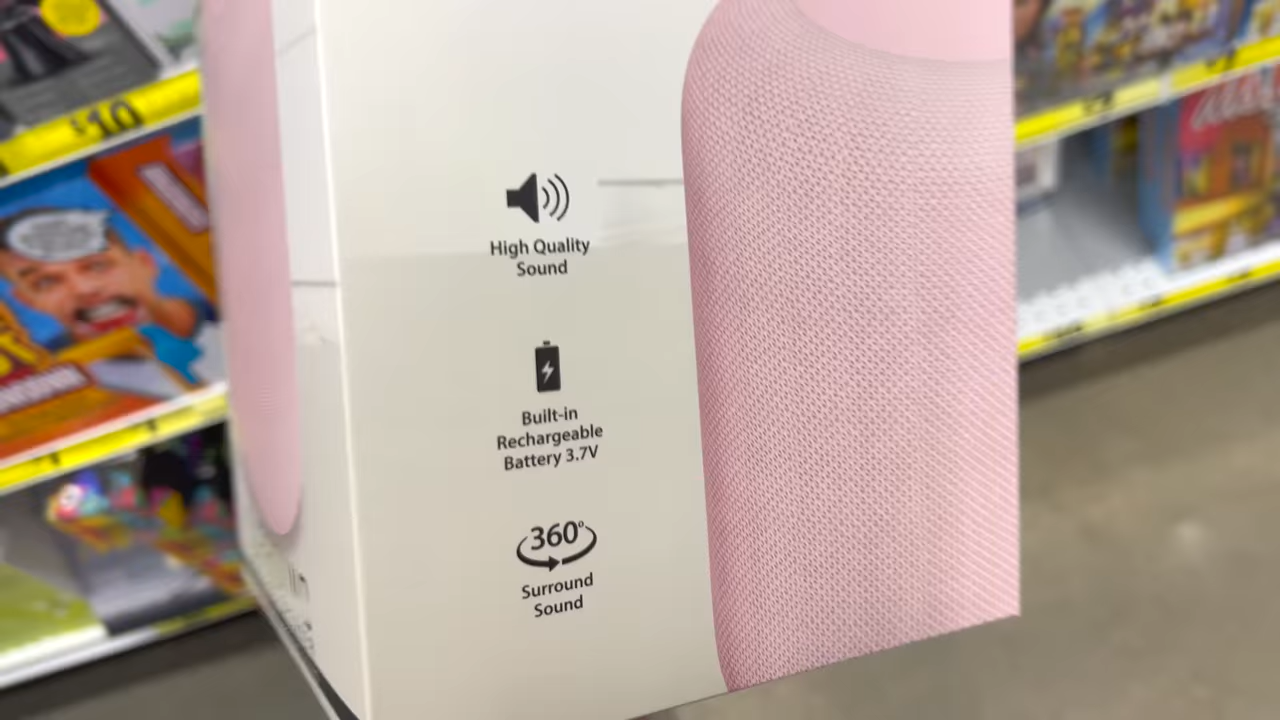 $10
High Quality
Sound
Built-in
Rechargeable
Battery 3.7V
360°
Surround
Sound